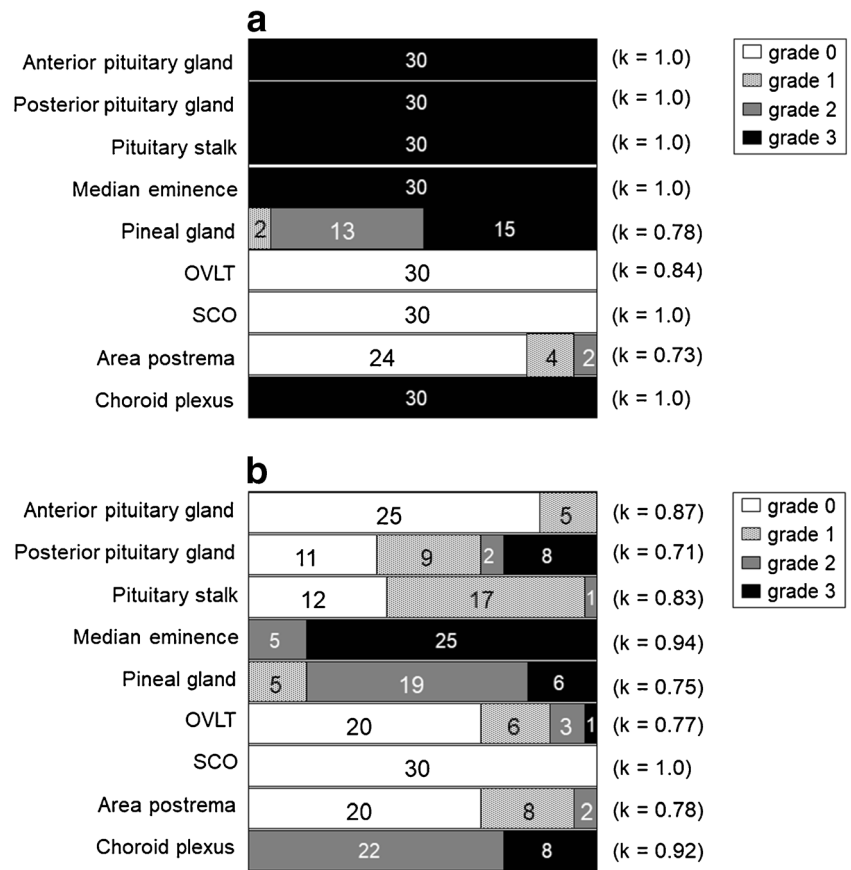 a
Anterior pituitary gland 30 (k = 1.0)
Posterior pituitary gland 30 (k = 1.0)
Pituitary stalk 30 (k = 1.0)
Median eminence 30 (k = 1.0)
Pineal gland 2 13 15 (k = 0.78)
OVLT 30 (k = 0.84)
SCO 30 (k = 1.0)
Area postrema 24 4 2 (k = 0.73)
Choroid plexus 30 (k = 1.0)
grade 0
grade 1
grade 2
grade 3
b
Anterior pituitary gland 25 5 (k = 0.87)
Posterior pituitary gland 11 9 2 8 (k = 0.71)
Pituitary stalk 12 17 1 (k = 0.83)
Median eminence 5 25 (k = 0.94)
Pineal gland 5 19 6 (k = 0.75)
OVLT 20 6 3 1 (k = 0.77)
SCO 30 (k = 1.0)
Area postrema 20 8 2 (k = 0.78)
Choroid plexus 22 8 (k = 0.92)
grade 0
grade 1
grade 2
grade 3